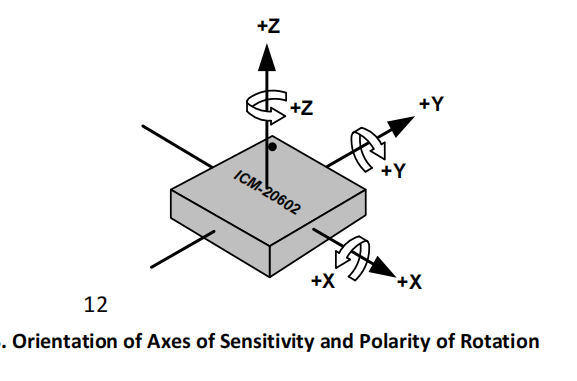 +Z
+Z
+Y
+Y
ICM-20602
+X
+X
12
. Orientation of Axes of Sensitivity and Polarity of Rotation